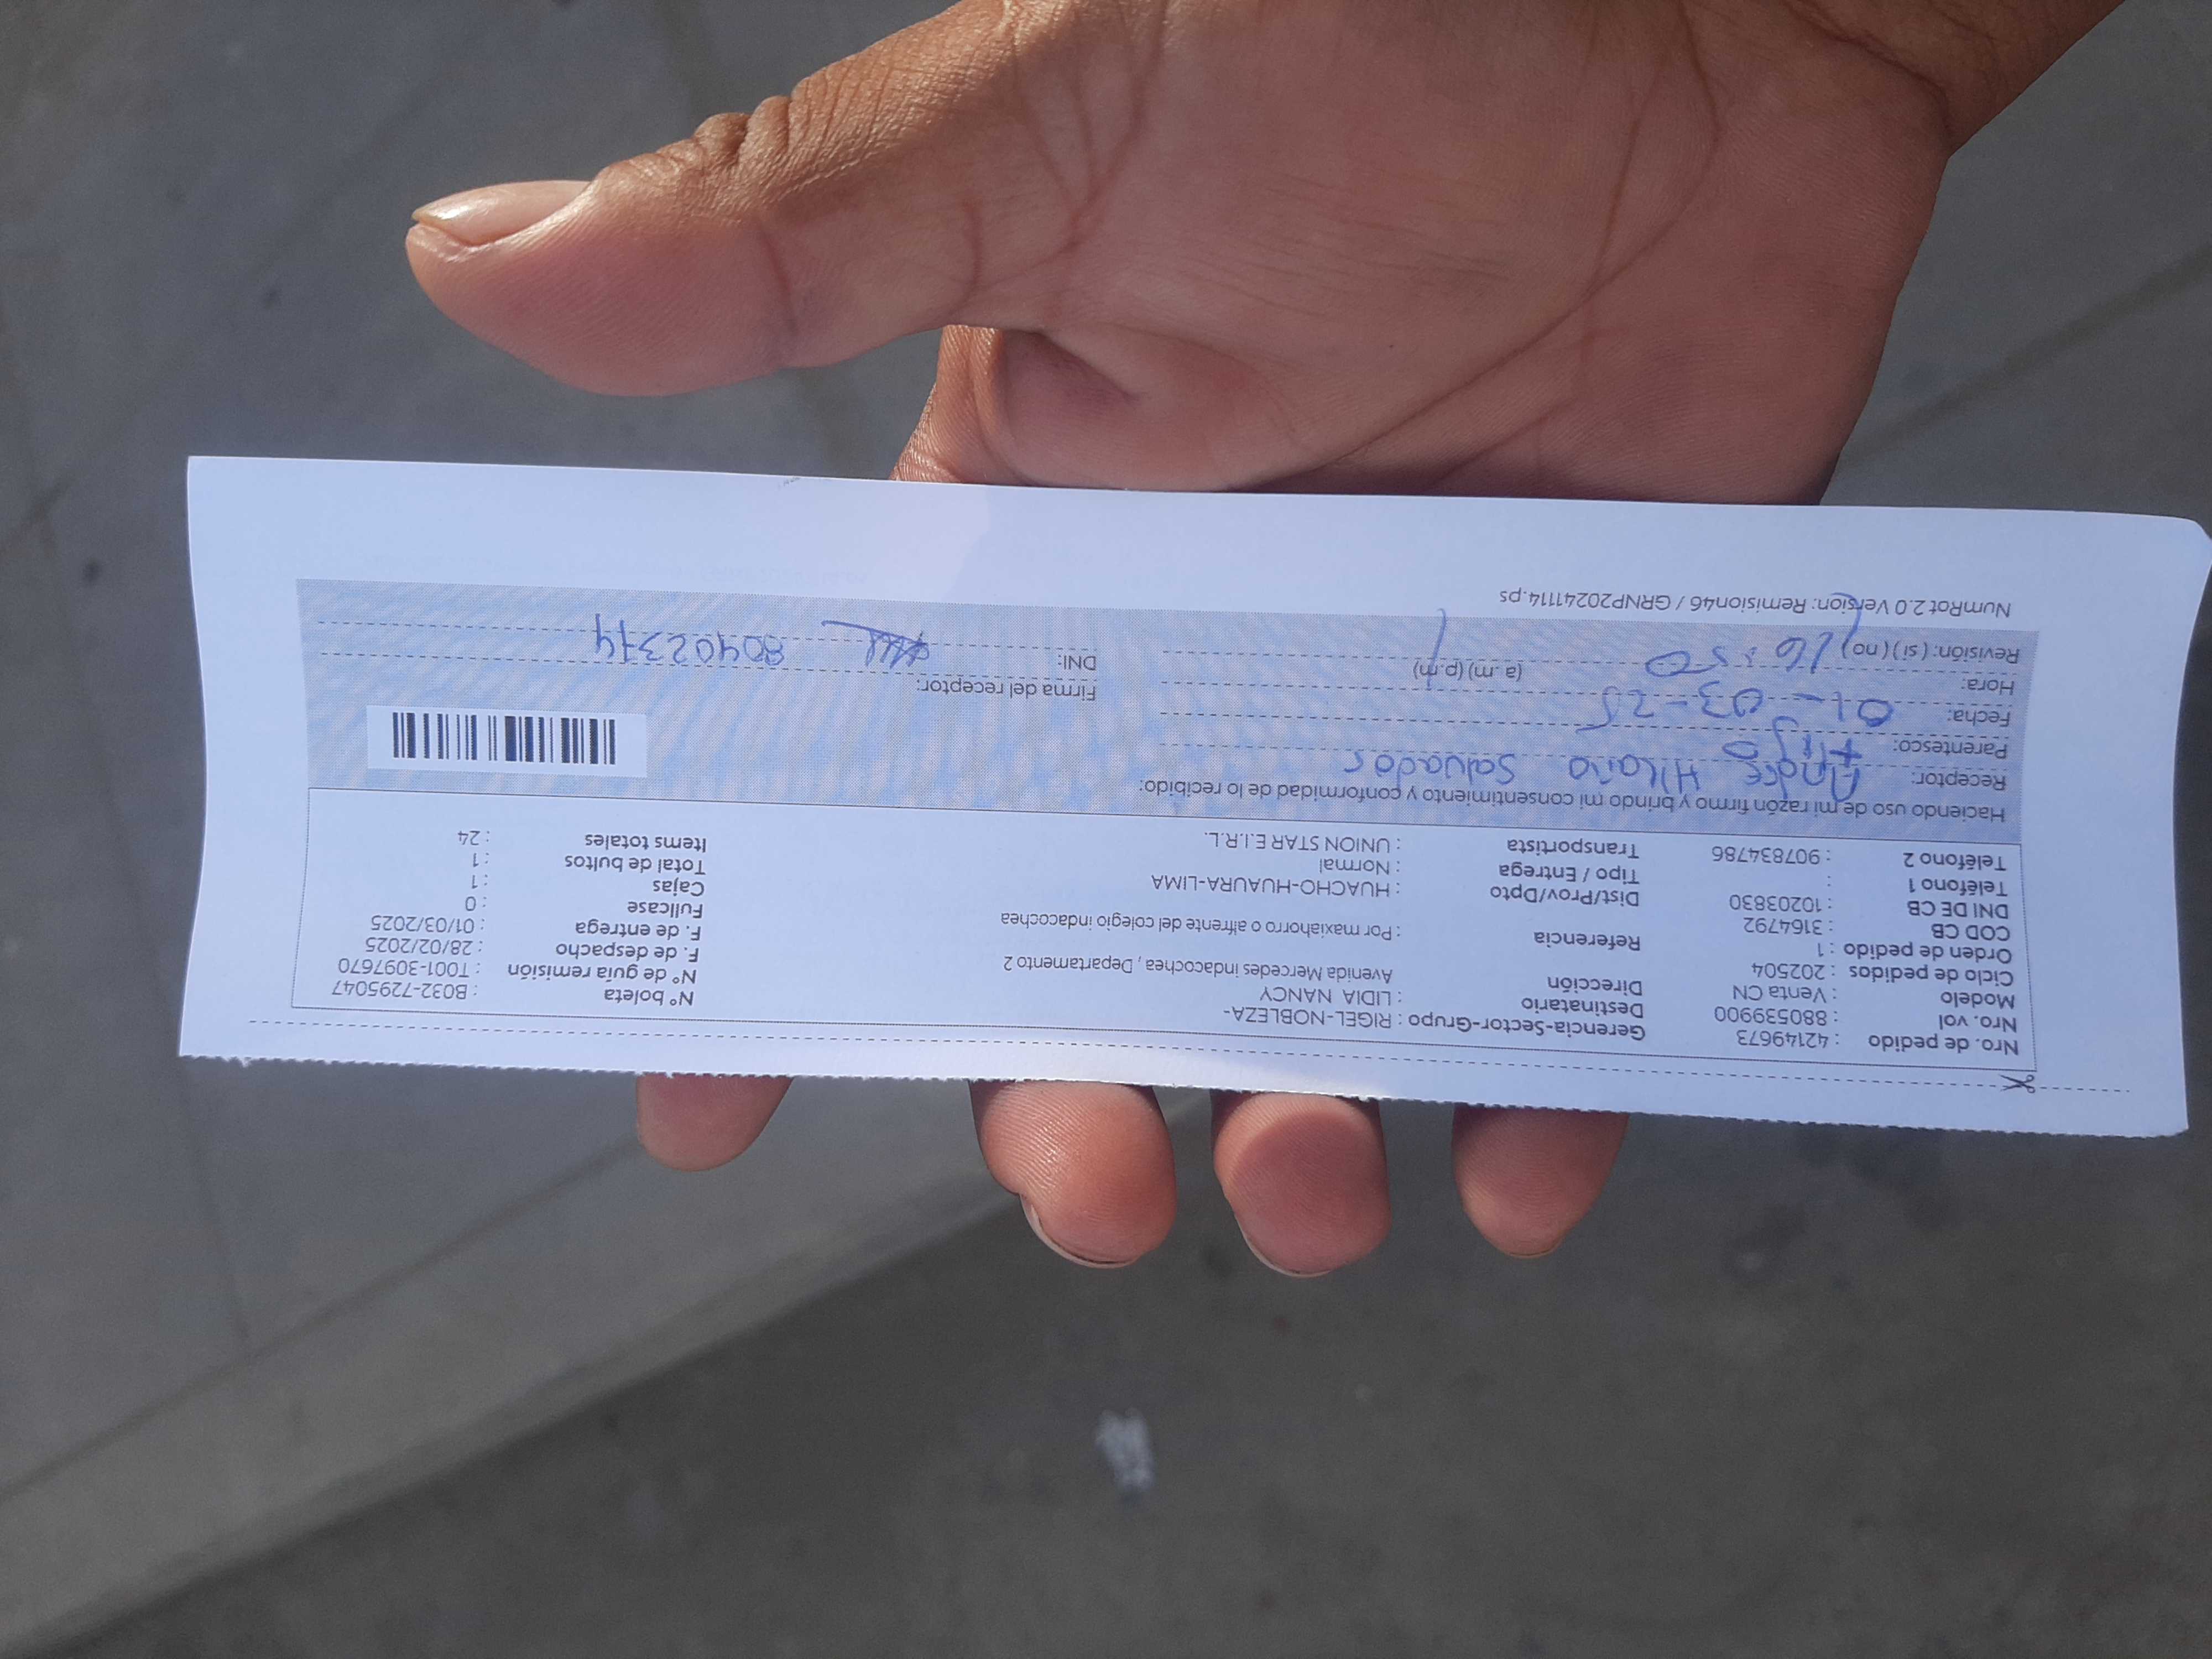 Nro. de pedido : 42149673 Gerencia-Sector-Grupo : RIGEL-NOBLEZA- N° boleta : B032-7295047
Nro. vol : 880539900 Destinatario : LIDIA NANCY N° de guía remisión : T001-3097670
Modelo : Venta CN Dirección Avenida Mercedes indacochea , Departamento 2 F. de despacho : 28/02/2025
Ciclo de pedidos : 202504 F. de entrega : 01/03/2025
Orden de pedido : 1 Referencia : Por maxiahorro o alfrente del colegio indacochea Fullcase : 0
COD CB : 3164792 Dist/Prov/Dpto : HUACHO-HUAURA-LIMA Cajas : 1
DNI DE CB : 10203830 Tipo / Entrega : Normal Total de bultos : 1
Teléfono 1 : Transportista : UNION STAR E.I.R.L. Items totales : 24
Teléfono 2 : 907834786
Haciendo uso de mi razón firmo y brindo mi consentimiento y conformidad de lo recibido:
Receptor: Andre Hilario Salvador
Parentesco: Hijo
Fecha: 01-03-25
Hora: 16:50 (a.m) (p.m)
Revisión: (si) (no)
Firma del receptor:
DNI: 80402374
NumRot 2.0 Version: Remision46 / GRNP20241114.ps